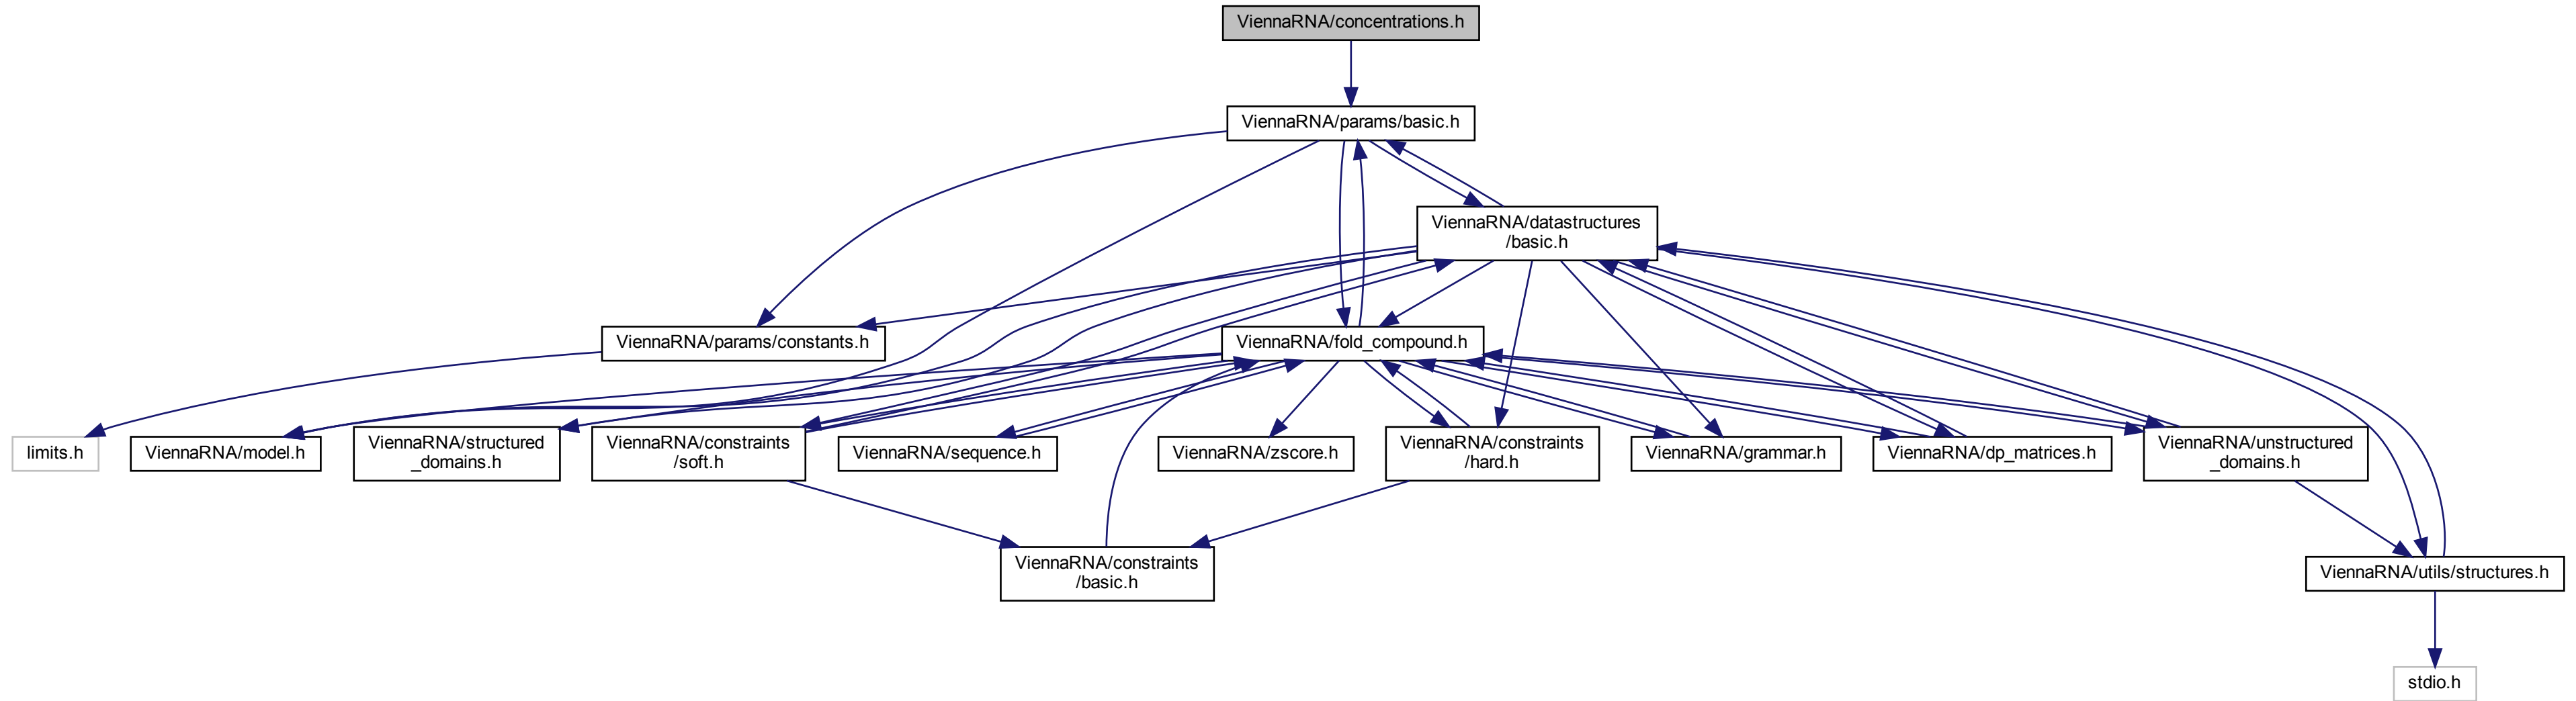 ViennaRNA/concentrations.h
ViennaRNA/params/basic.h
ViennaRNA/datastructures
/basic.h
ViennaRNA/params/constants.h
ViennaRNA/fold_compound.h
limits.h
ViennaRNA/model.h
ViennaRNA/structured
_domains.h
ViennaRNA/constraints
/soft.h
ViennaRNA/sequence.h
ViennaRNA/zscore.h
ViennaRNA/constraints
/hard.h
ViennaRNA/grammar.h
ViennaRNA/dp_matrices.h
ViennaRNA/unstructured
_domains.h
ViennaRNA/constraints
/basic.h
ViennaRNA/utils/structures.h
stdio.h